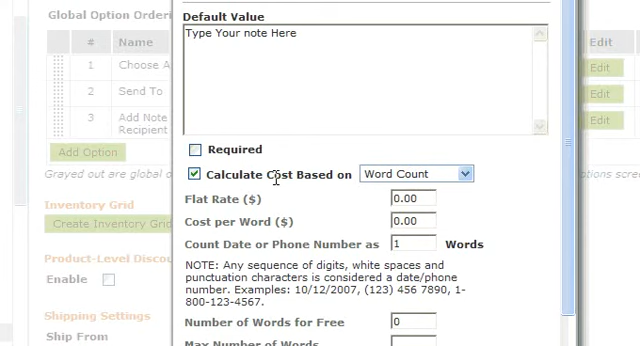 Global Option Orderi
Default Value
# Name
Edit
Type Your note Here
1 Choose A
Edit
2 Send To
Edit
3 Add Note
Recipient
Edit
Add Option
Required
Grayed out are global o
Calculate Cost Based on Word Count
ons scree
Flat Rate ($) 0.00
Inventory Grid
Create Inventory Grid
Cost per Word ($) 0.00
Count Date or Phone Number as 1 Words
Product-Level Discou
NOTE: Any sequence of digits, white spaces and
punctuation characters is considered a date/phone
number. Examples: 10/12/2007, (123) 456 7890, 1-
800-123-4567.
Enable
Shipping Settings
Ship From
Number of Words for Free 0
Max Number of Words